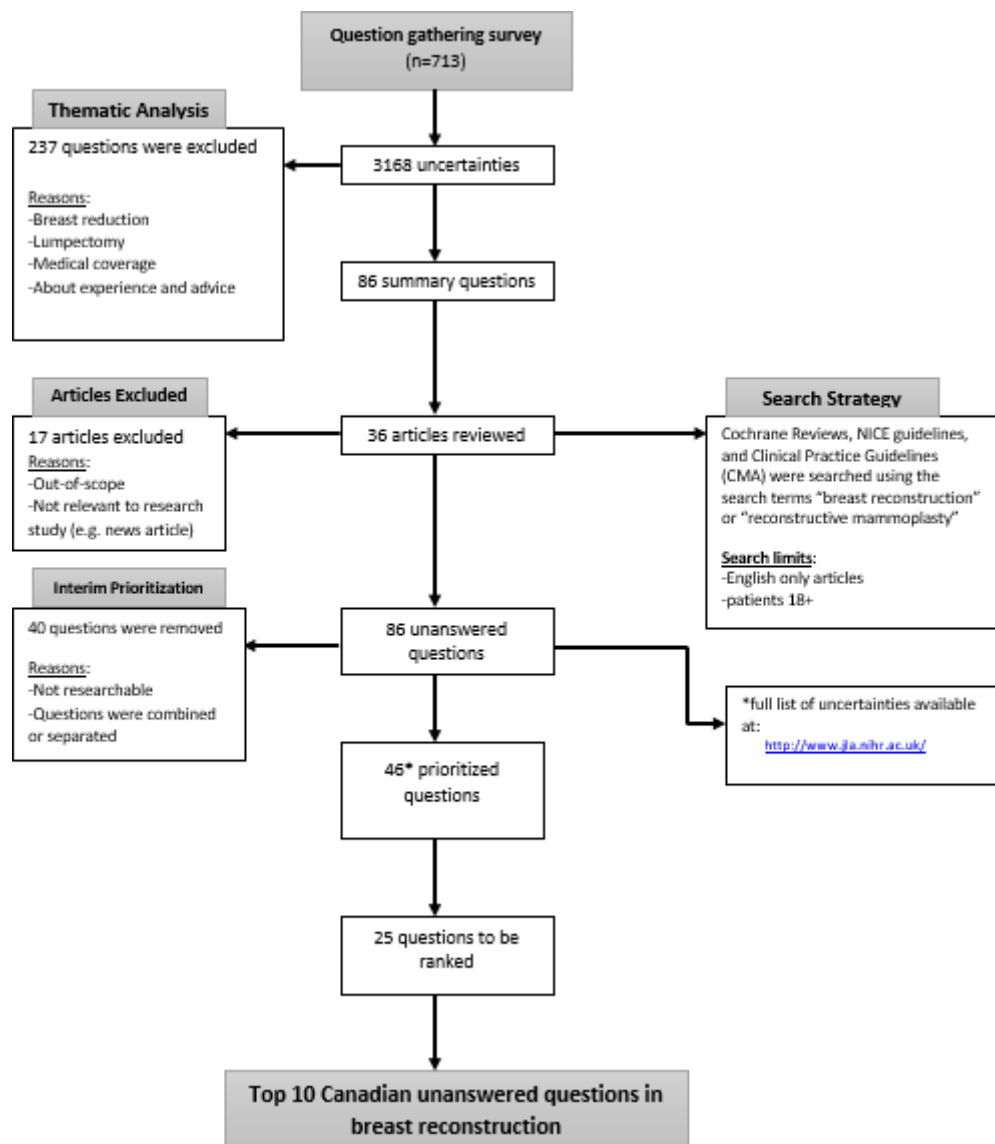 Question gathering survey
(n=713)
Thematic Analysis
237 questions were excluded
Reasons:
-Breast reduction
-Lumpectomy
-Medical coverage
-About experience and advice
3168 uncertainties
86 summary questions
Articles Excluded
17 articles excluded
Reasons:
-Out-of-scope
-Not relevant to research
study (e.g. news article)
36 articles reviewed
Search Strategy
Cochrane Reviews, NICE guidelines,
and Clinical Practice Guidelines
(CMA) were searched using the
search terms “breast reconstruction”
or “reconstructive mammoplasty”
Search limits:
-English only articles
-patients 18+
Interim Prioritization
40 questions were removed
Reasons:
-Not researchable
-Questions were combined
or separated
86 unanswered
questions
*full list of uncertainties available
at:
http://www.jla.nihr.ac.uk/
46* prioritized
questions
25 questions to be
ranked
Top 10 Canadian unanswered questions in
breast reconstruction